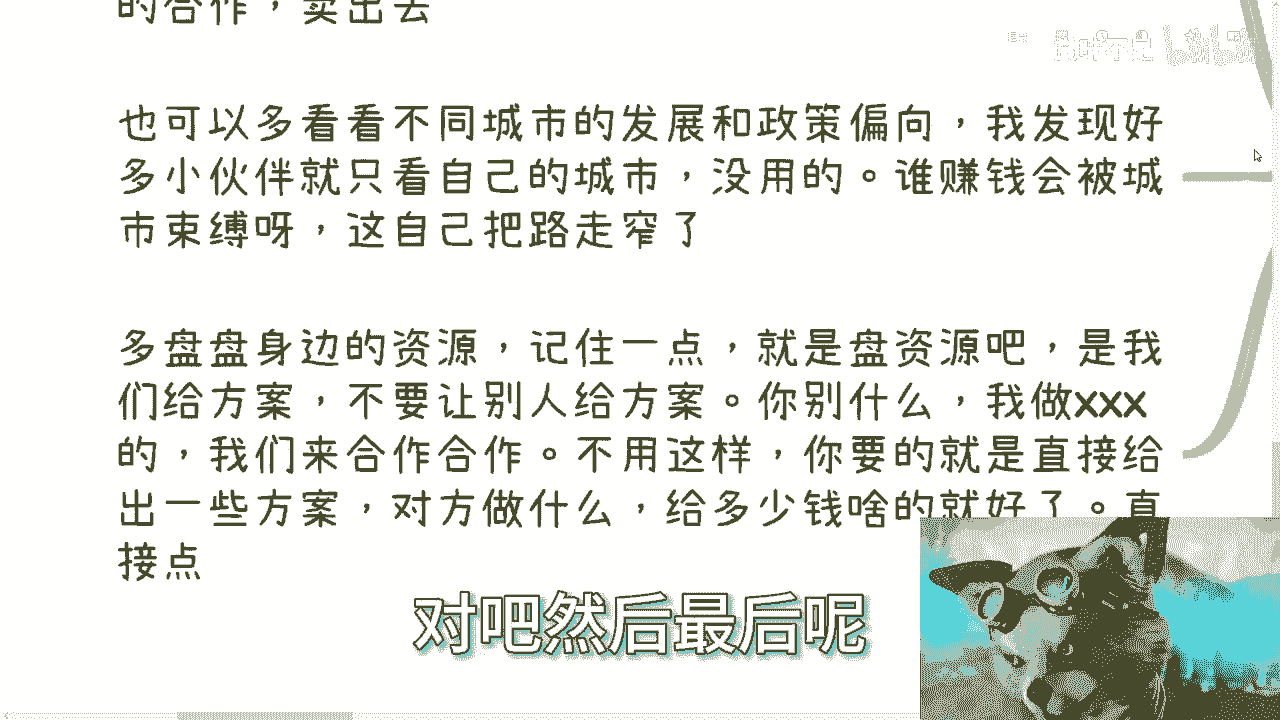 的合作，卖出去
也可以多看看不同城市的发展和政策偏向，我发现好
多小伙伴就只看自己的城市，没用的。谁赚钱会被城
市束缚呀，这自己把路走窄了
多盘盘身边的资源，记住一点，就是盘资源吧，是我
们给方案，不要让别人给方案。你别什么，我做xxx
的，我们来合作合作。不用这样，你要的就是直接给
出一些方案，对方做什么，给多少钱啥的就好了。直
接点
对吧然后最后呢